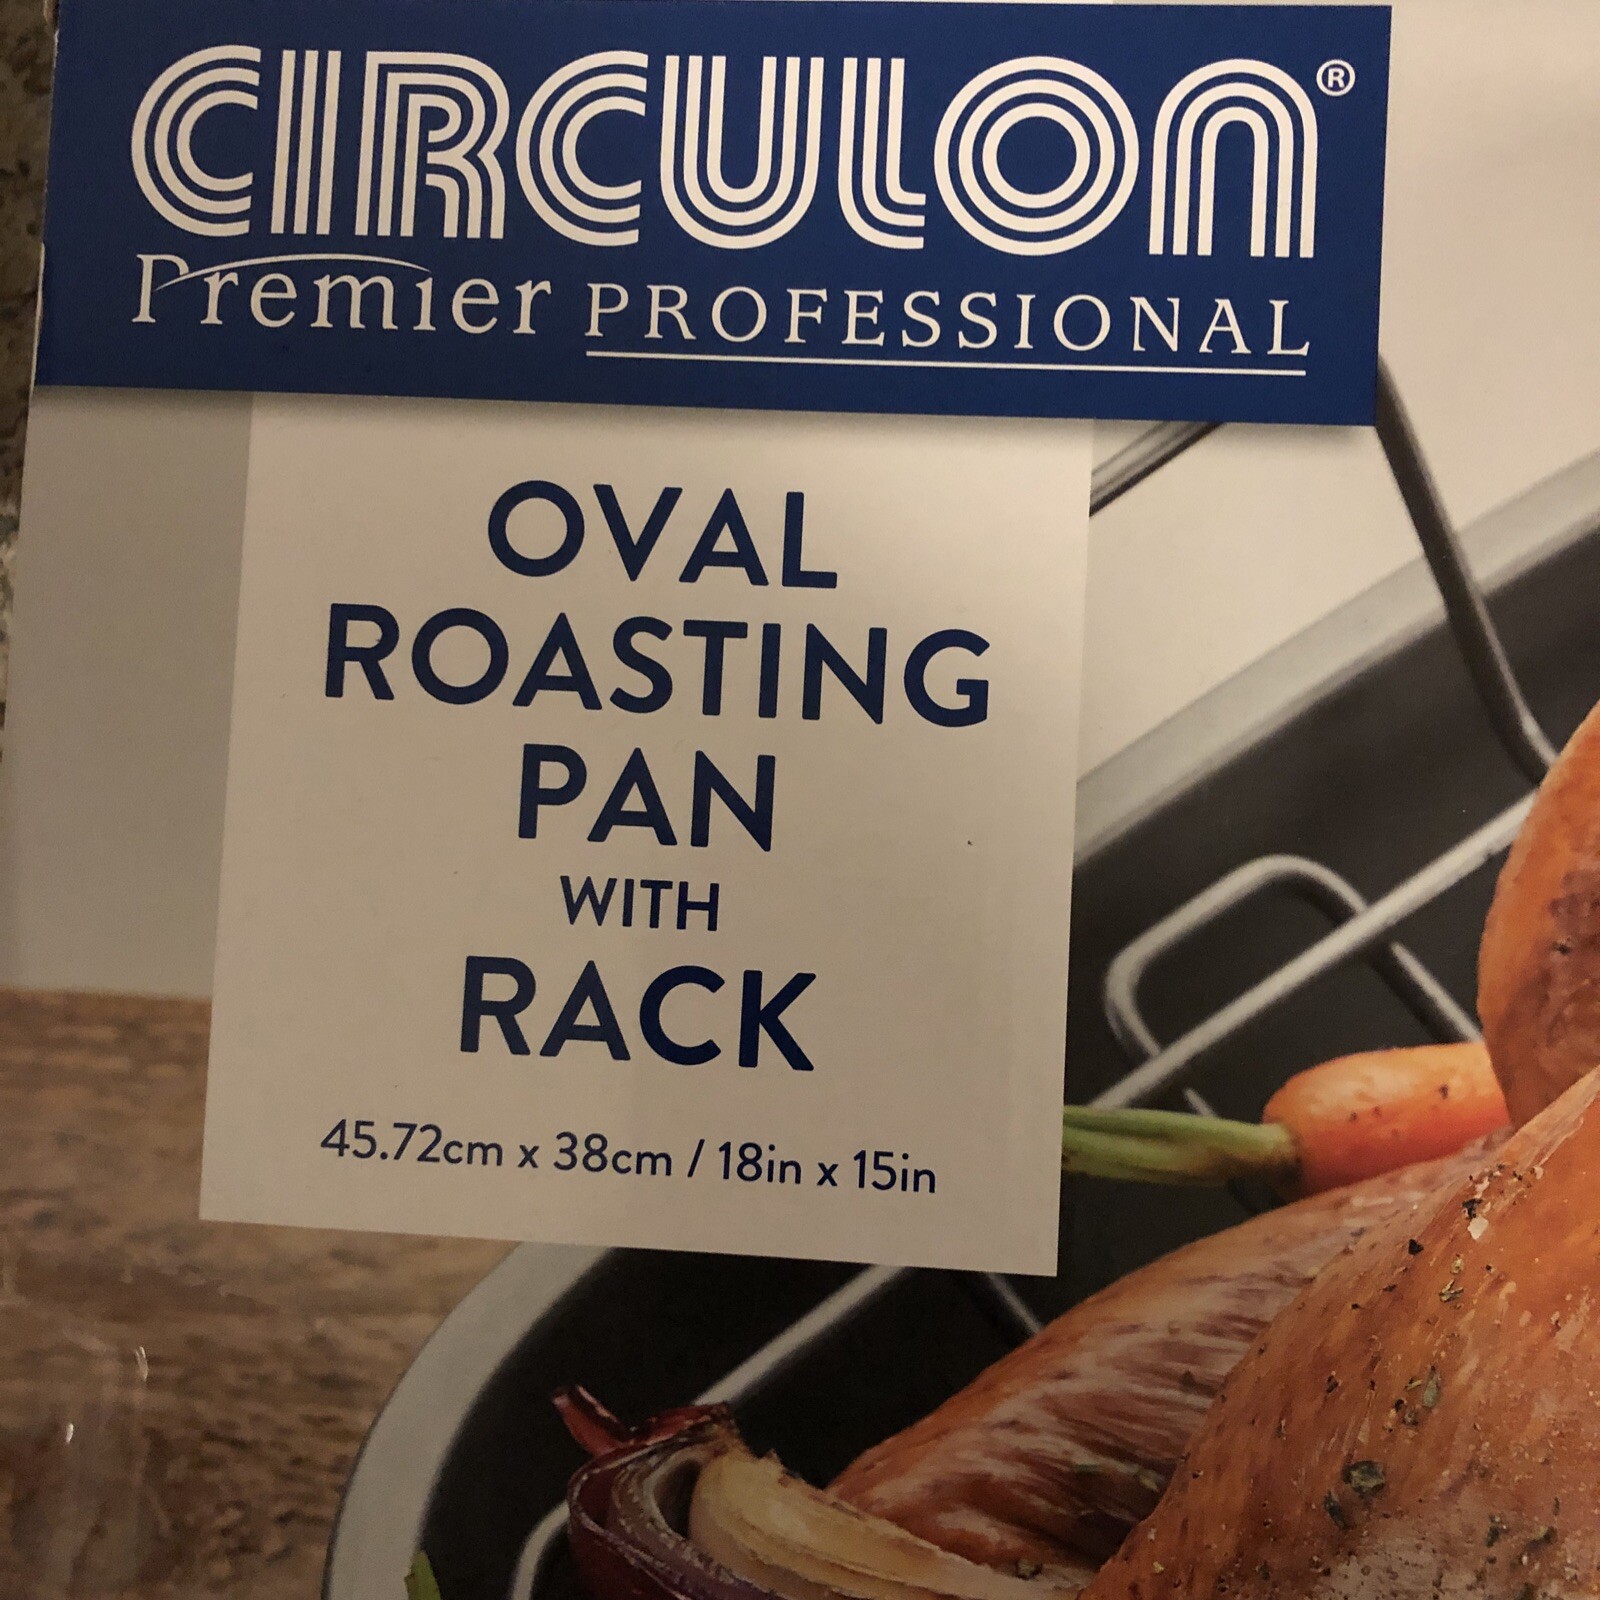 CIRCULON®
Premier PROFESSIONAL
OVAL
ROASTING
PAN
WITH
RACK
45.72cm x 38cm / 18in x 15in